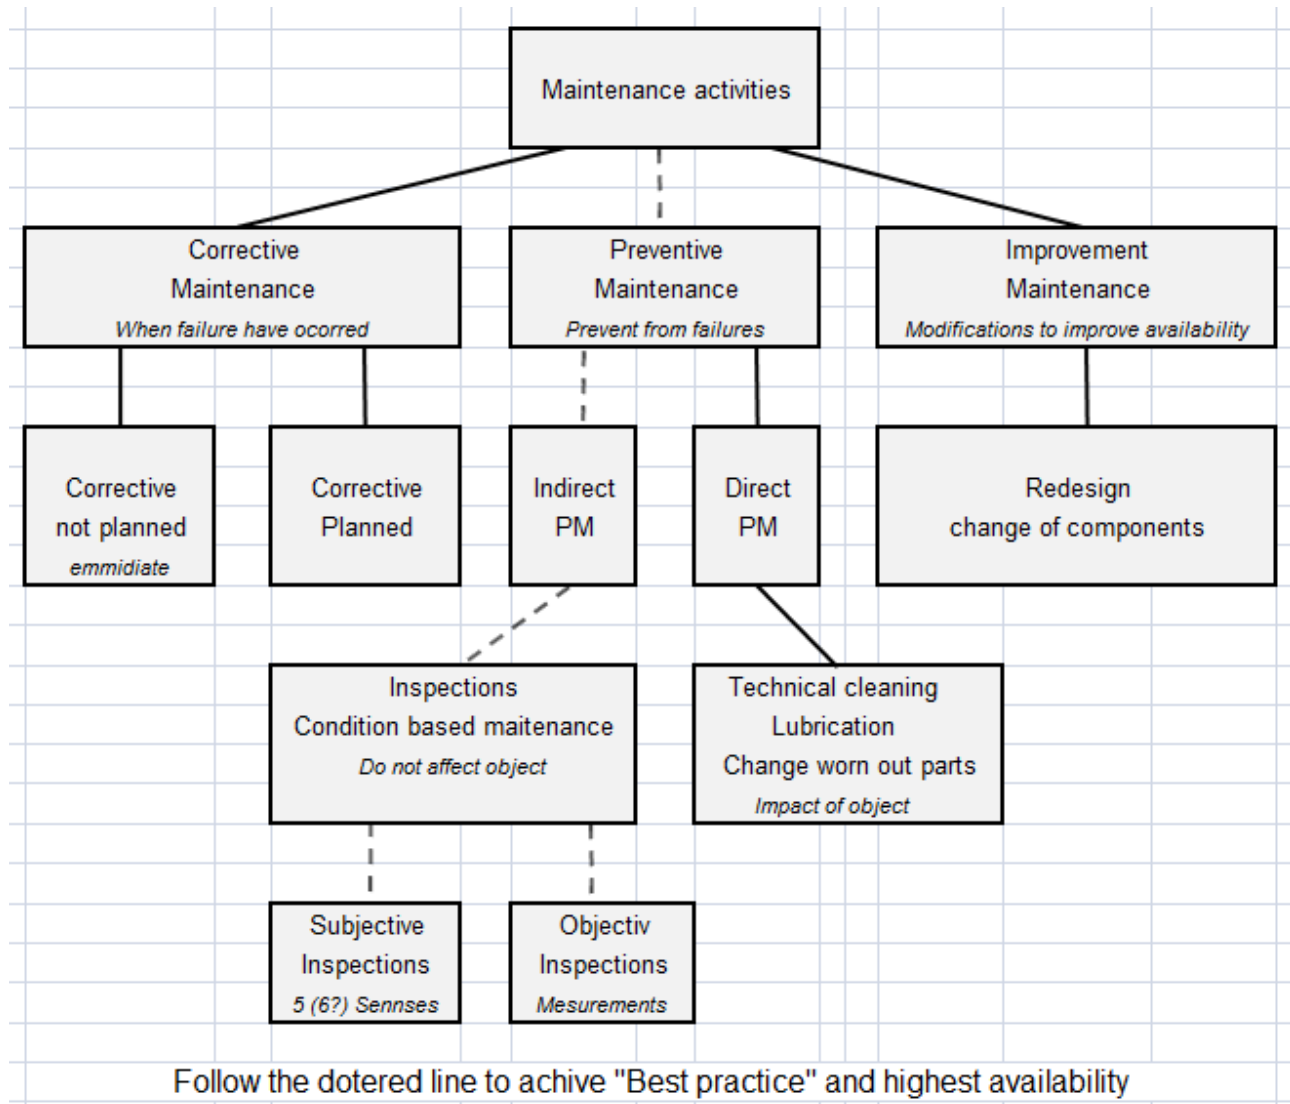 Maintenance activities
Corrective
Maintenance
When failure have ocorred
Preventive
Maintenance
Prevent from failures
Improvement
Maintenance
Modifications to improve availability
Corrective
not planned
emmidiate
Corrective
Planned
Indirect
PM
Direct
PM
Redesign
change of components
Inspections
Condition based maitenance
Do not affect object
Technical cleaning
Lubrication
Change worn out parts
Impact of object
Subjective
Inspections
5 (6?) Sennses
Objectiv
Inspections
Mesurements
Follow the dotered line to achive "Best practice" and highest availability